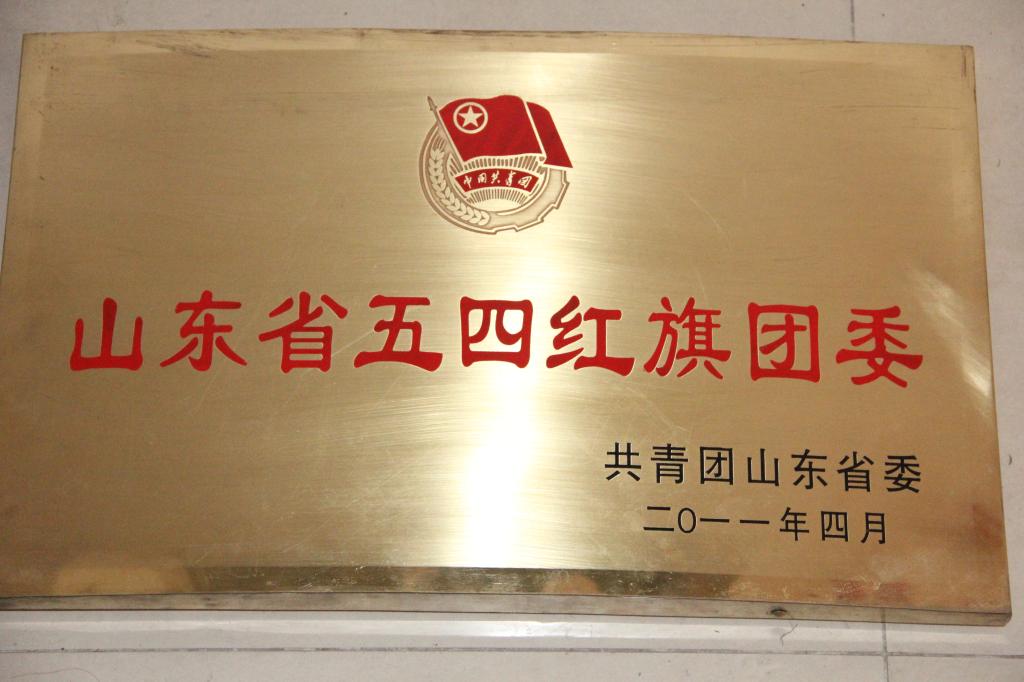 中国共青团
山东省五四红旗团委
共青团山东省委
二〇一一年四月